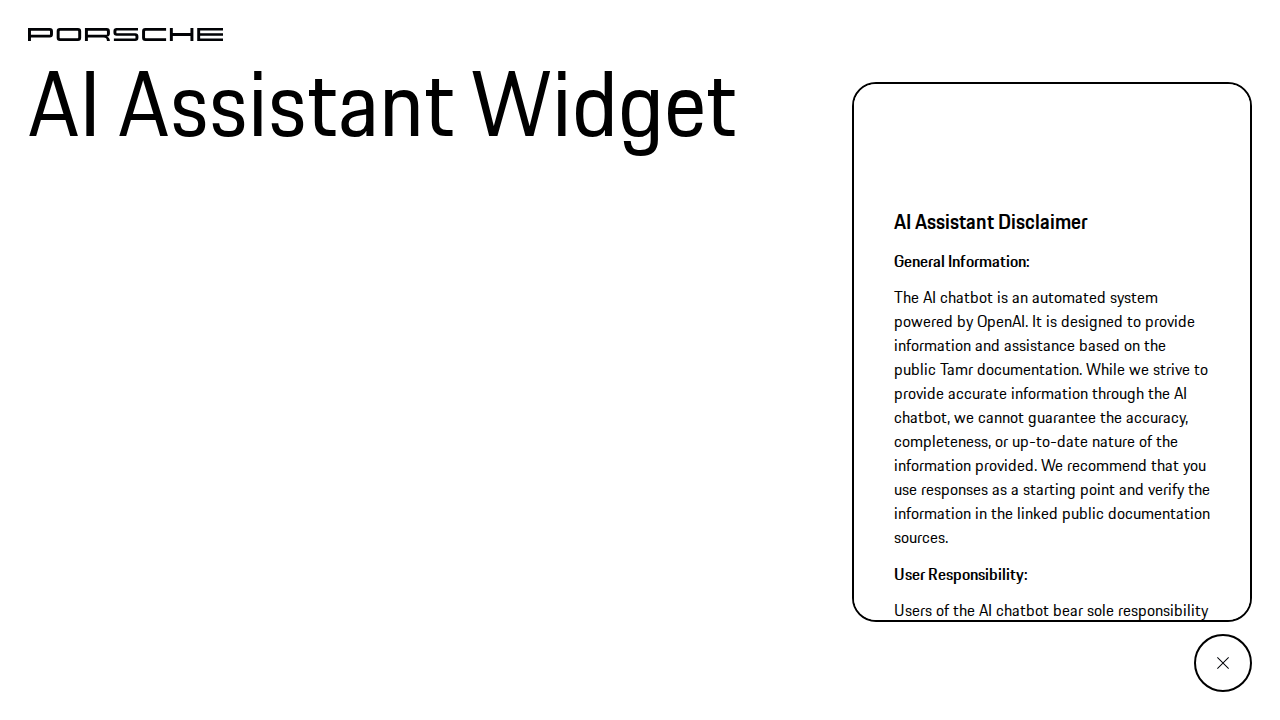 PORSCHE
AI Assistant Widget
AI Assistant Disclaimer
General Information:
The AI chatbot is an automated system
powered by OpenAI. It is designed to provide
information and assistance based on the
public Tamr documentation. While we strive to
provide accurate information through the AI
chatbot, we cannot guarantee the accuracy,
completeness, or up-to-date nature of the
information provided. We recommend that you
use responses as a starting point and verify the
information in the linked public documentation
sources.
User Responsibility:
Users of the AI chatbot bear sole responsibility